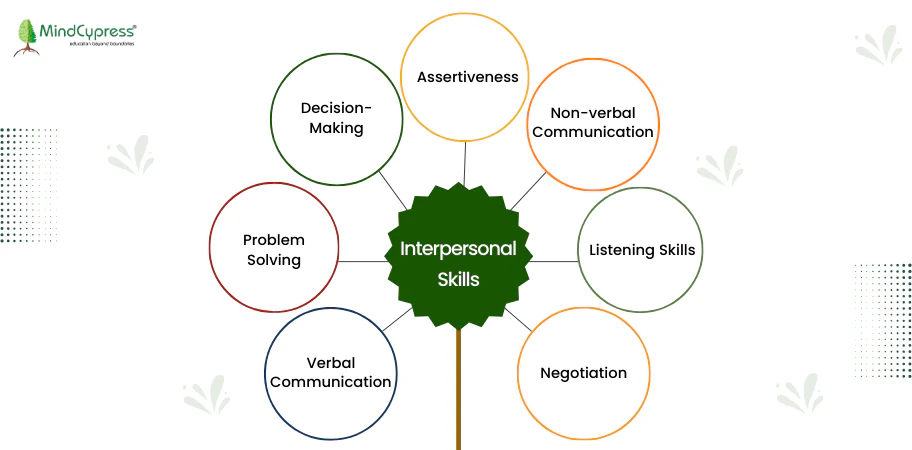 MindCypress®
education beyond boundaries
Assertiveness
Decision-
Making
Non-verbal
Communication
Problem
Solving
Interpersonal
Skills
Listening Skills
Verbal
Communication
Negotiation